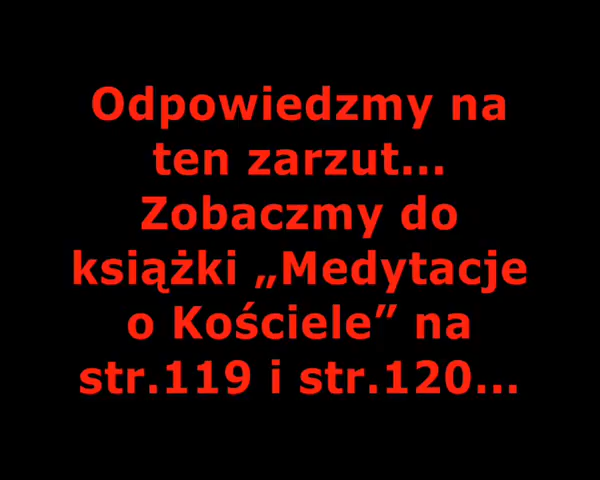 Odpowiedzmy na
ten zarzut...
Zobaczmy do
książki „Medytacje
o Kościele” na
str.119 i str.120...